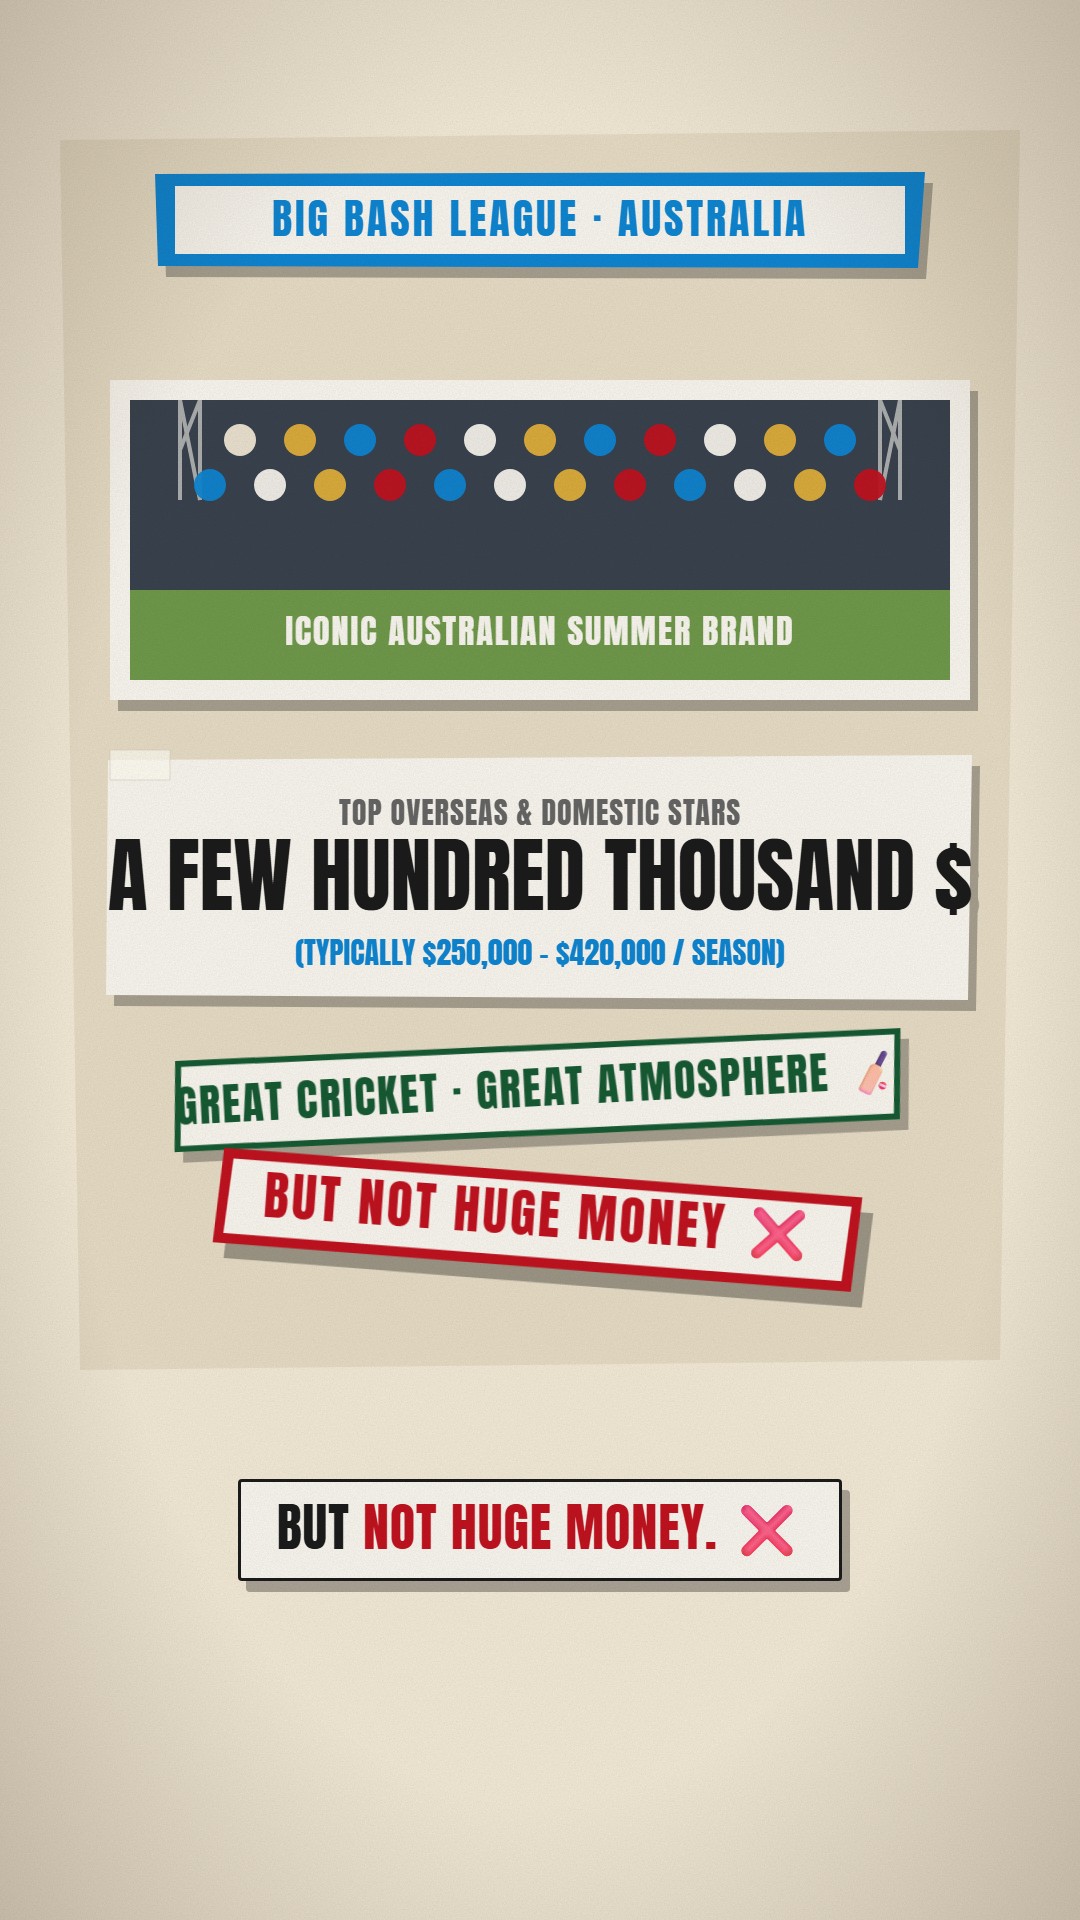 BIG BASH LEAGUE · AUSTRALIA
ICONIC AUSTRALIAN SUMMER BRAND
TOP OVERSEAS & DOMESTIC STARS
A FEW HUNDRED THOUSAND $
(TYPICALLY $250,000 - $420,000 / SEASON)
GREAT CRICKET · GREAT ATMOSPHERE 🏏
BUT NOT HUGE MONEY ❌
BUT NOT HUGE MONEY. ❌